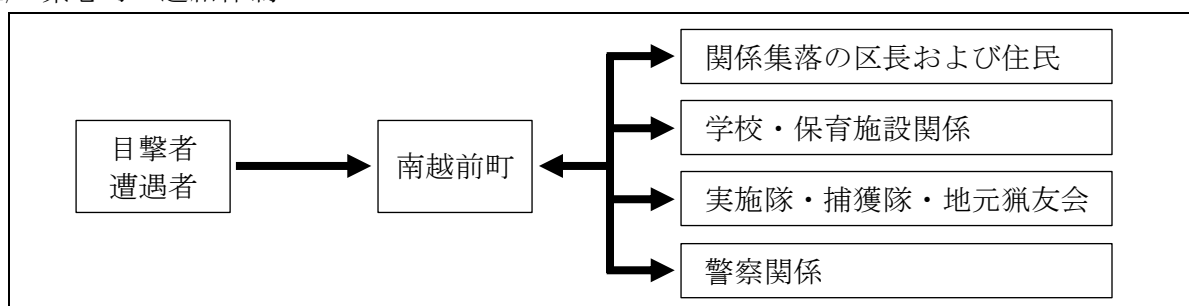 目撃者
遭遇者
南越前町
関係集落の区長および住民
学校・保育施設関係
実施隊・捕獲隊・地元猟友会
警察関係